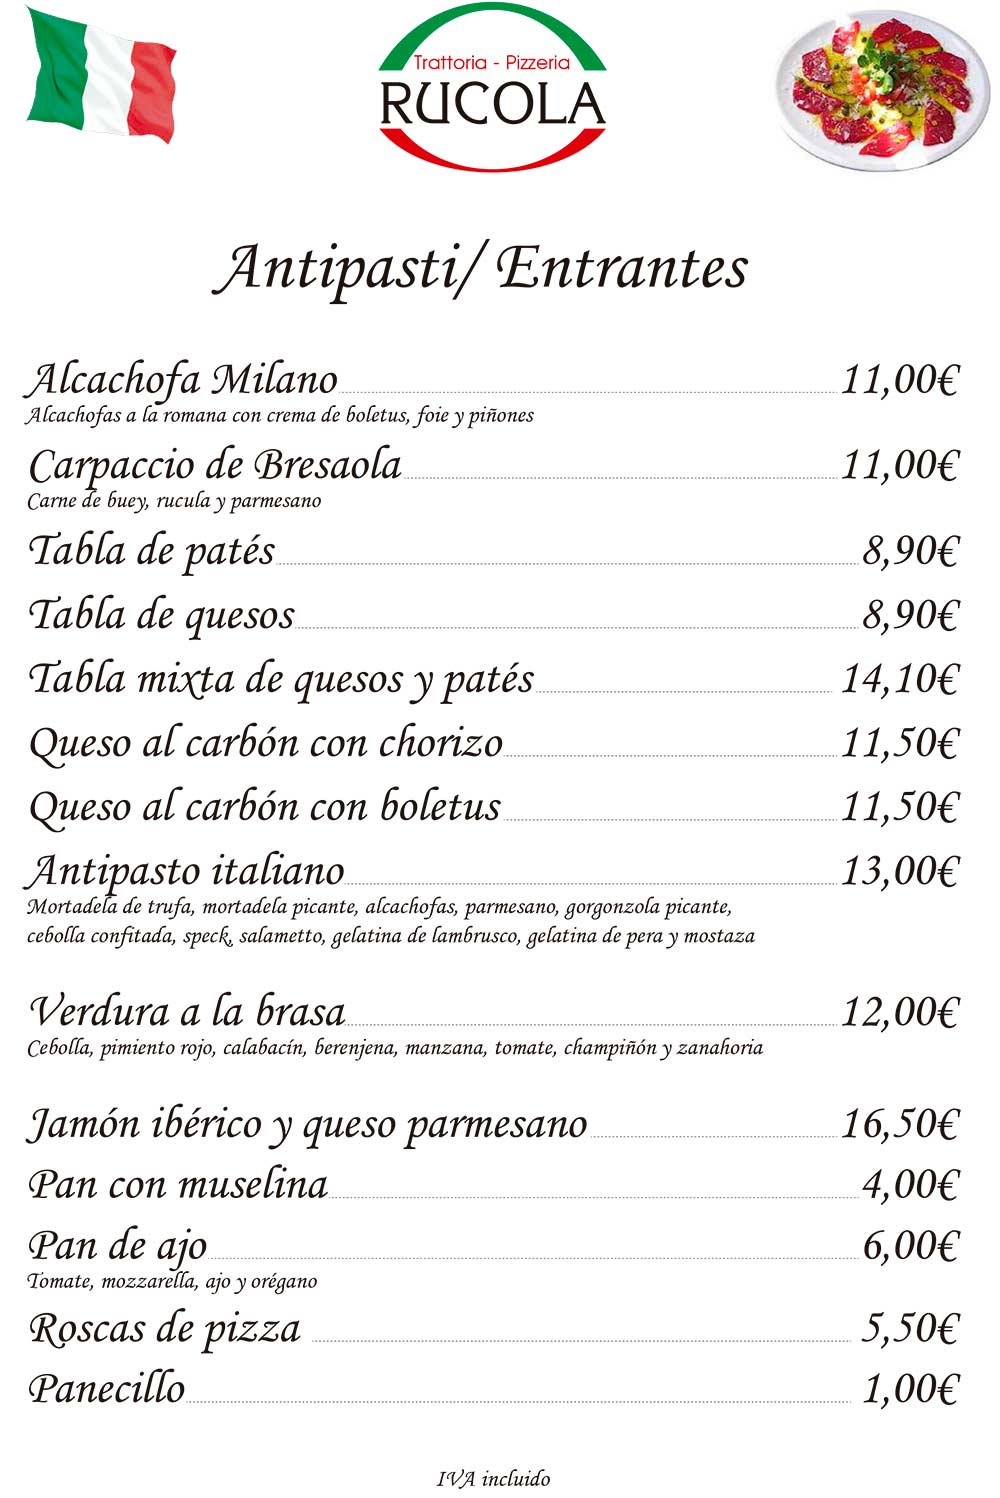 Trattoria - Pizzeria
RUCOLA
Antipasti/ Entrantes
Alcachofa Milano 11,00€
Alcachofas a la romana con crema de boletus, foie y piñones
Carpaccio de Bresaola 11,00€
Carne de buey, rucula y parmesano
Tabla de patés 8,90€
Tabla de quesos 8,90€
Tabla mixta de quesos y patés 14,10€
Queso al carbón con chorizo 11,50€
Queso al carbón con boletus 11,50€
Antipasto italiano 13,00€
Mortadela de trufa, mortadela picante, alcachofas, parmesano, gorgonzola picante,
cebolla confitada, speck, salametto, gelatina de lambrusco, gelatina de pera y mostaza
Verdura a la brasa 12,00€
Cebolla, pimiento rojo, calabacín, berenjena, manzana, tomate, champiñón y zanahoria
Jamón ibérico y queso parmesano 16,50€
Pan con muselina 4,00€
Pan de ajo 6,00€
Tomate, mozzarella, ajo y orégano
Roscas de pizza 5,50€
Panecillo 1,00€
IVA incluido